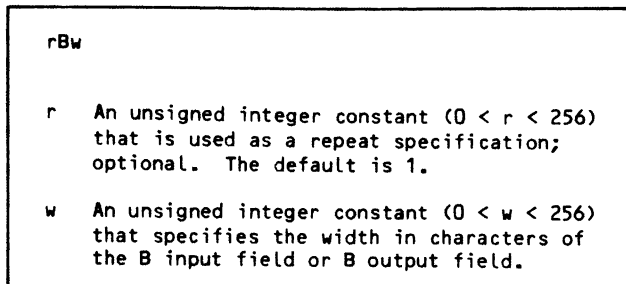 rBw
r An unsigned integer constant (0 < r < 256)
that is used as a repeat specification;
optional. The default is 1.
w An unsigned integer constant (0 < w < 256)
that specifies the width in characters of
the B input field or B output field.